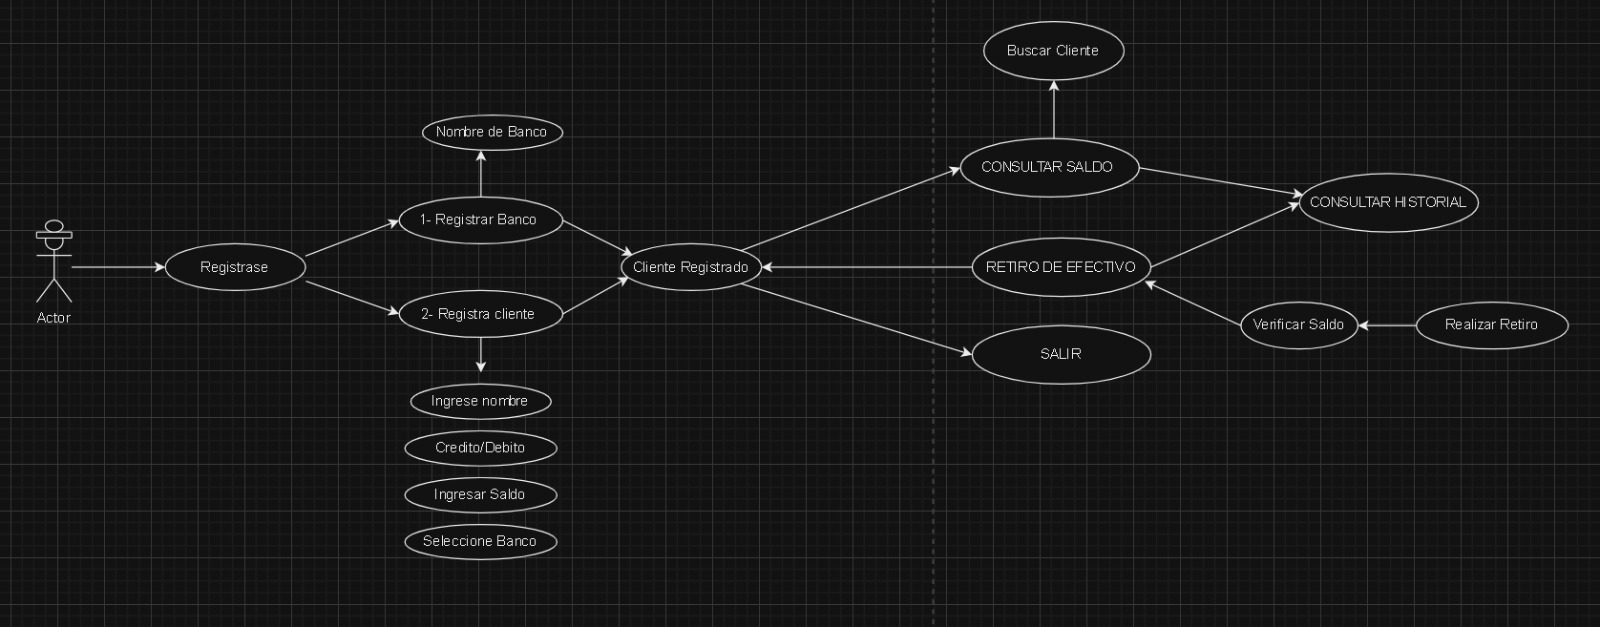 Buscar Cliente
Nombre de Banco
CONSULTAR SALDO
CONSULTAR HISTORIAL
1- Registrar Banco
Registrase
Cliente Registrado
RETIRO DE EFECTIVO
Actor
2- Registra cliente
Verificar Saldo
Realizar Retiro
SALIR
Ingrese nombre
Credito/Debito
Ingresar Saldo
Seleccione Banco